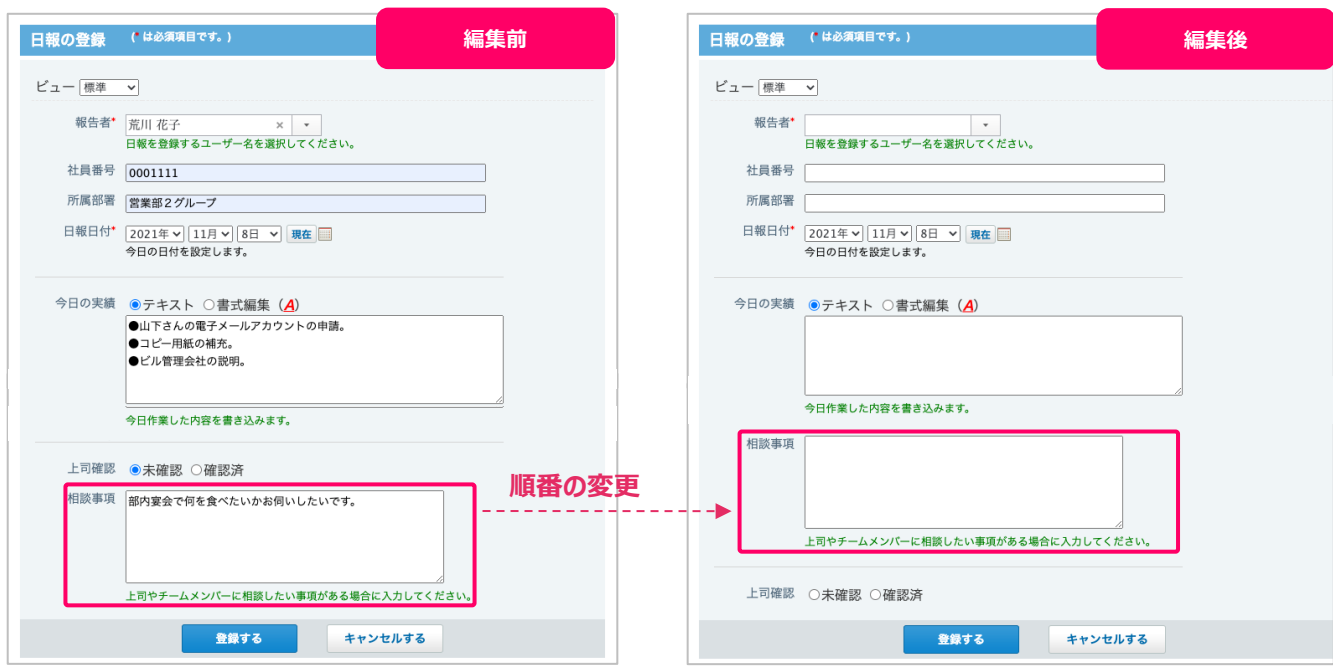 日報の登録 (* は必須項目です。)
編集前
ビュー 標準
報告者* 荒川 花子 ×
日報を登録するユーザー名を選択してください。
社員番号 0001111
所属部署 営業部2グループ
日報日付* 2021年 11月 8日 現在
今日の日付を設定します。
今日の実績 テキスト 書式編集 (A)
●山下さんの電子メールアカウントの申請。
●コピー用紙の補充。
●ビル管理会社の説明。
今日作業した内容を書き込みます。
上司確認 未確認 確認済
相談事項 部内宴会で何を食べたいかお伺いしたいです。
上司やチームメンバーに相談したい事項がある場合に入力してください。
登録する キャンセルする
順番の変更
日報の登録 (* は必須項目です。)
編集後
ビュー 標準
報告者*
日報を登録するユーザー名を選択してください。
社員番号
所属部署
日報日付* 2021年 11月 8日 現在
今日の日付を設定します。
今日の実績 テキスト 書式編集 (A)
今日作業した内容を書き込みます。
相談事項
上司やチームメンバーに相談したい事項がある場合に入力してください。
上司確認 未確認 確認済
登録する キャンセルする